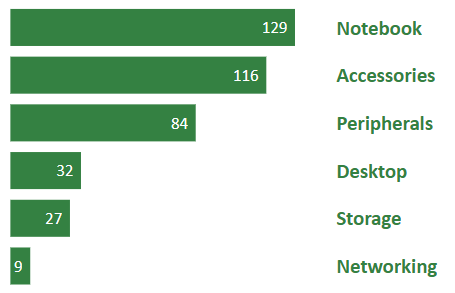 129 Notebook
116 Accessories
84 Peripherals
32 Desktop
27 Storage
9 Networking